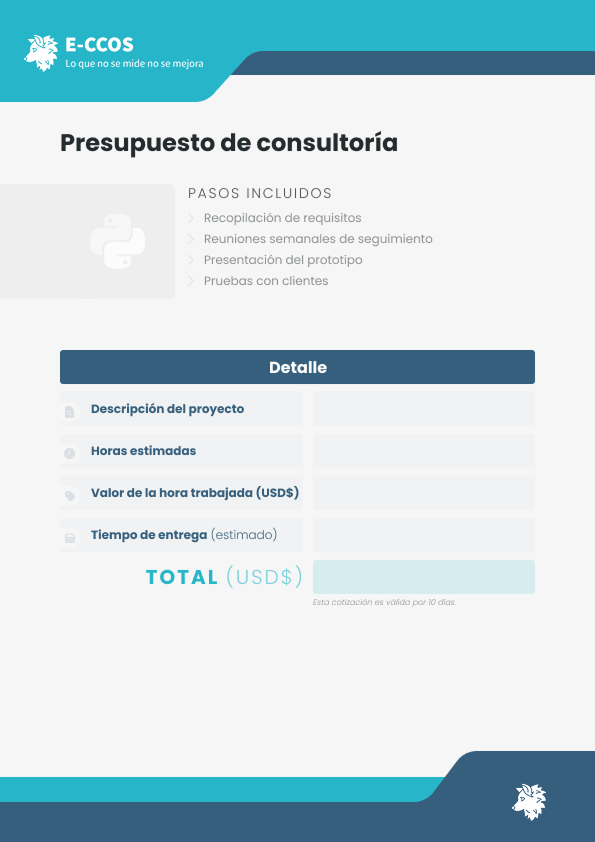 E-CCOS
Lo que no se mide no se mejora
Presupuesto de consultoría
PASOS INCLUIDOS
Recopilación de requisitos
Reuniones semanales de seguimiento
Presentación del prototipo
Pruebas con clientes
Detalle
Descripción del proyecto
Horas estimadas
Valor de la hora trabajada (USD$)
Tiempo de entrega (estimado)
TOTAL (USD$)
Esta cotización es válida por 10 días.